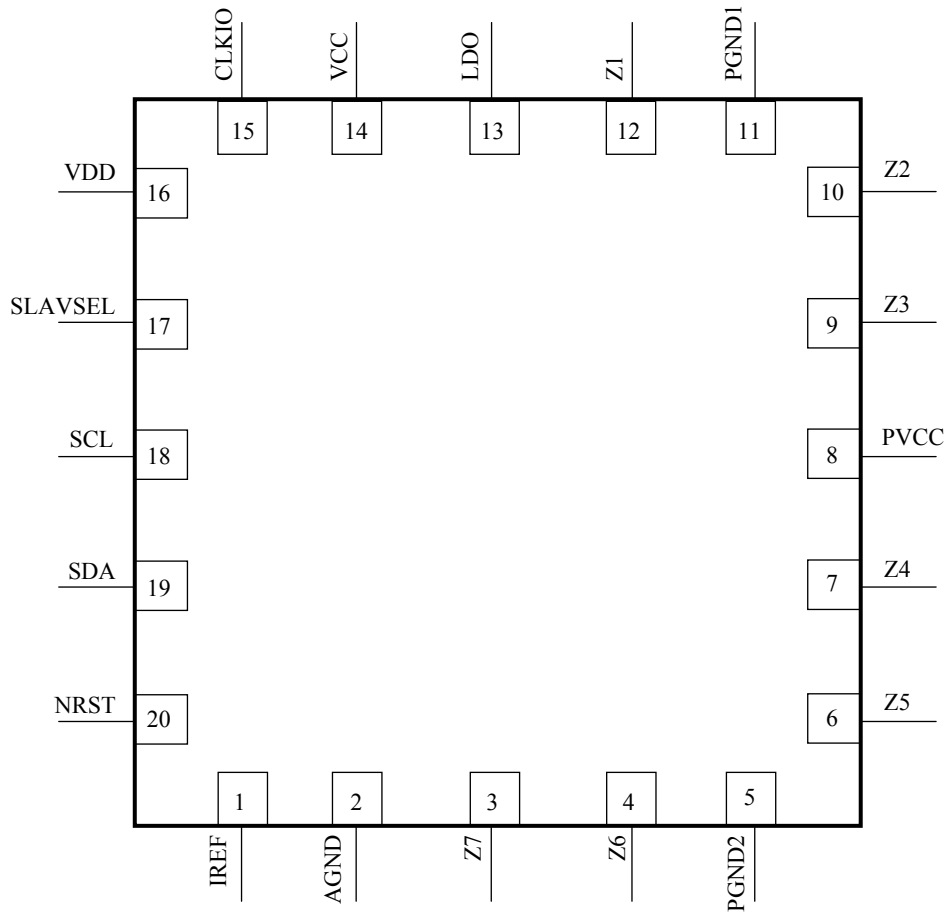 CLKIO
VCC
LDO
Z1
PGND1
15
14
13
12
11
VDD
16
10
Z2
SLAVSEL
17
9
Z3
SCL
18
8
PVCC
SDA
19
7
Z4
NRST
20
6
Z5
1
2
3
4
5
IREF
AGND
Z7
Z6
PGND2